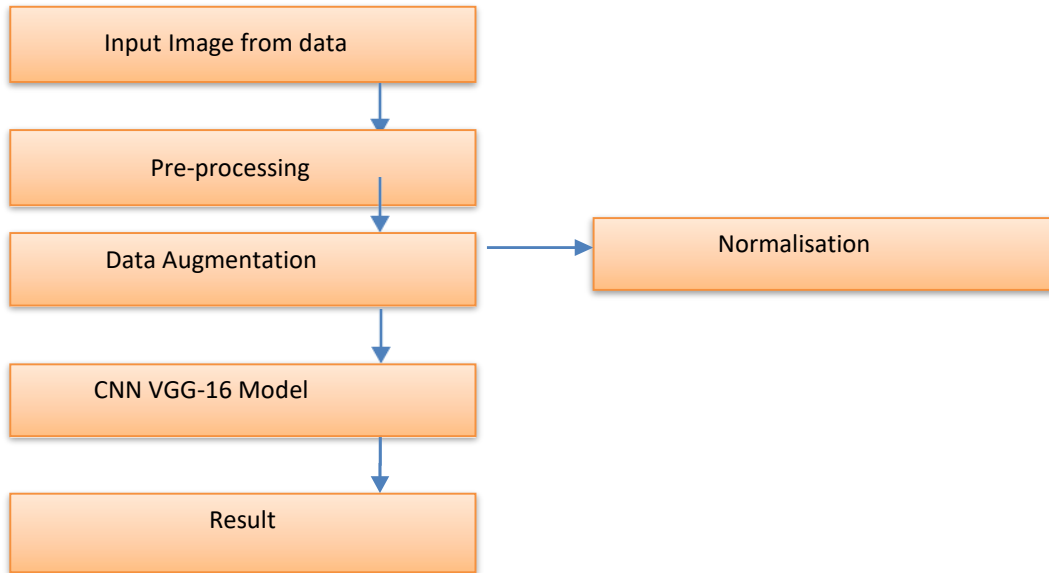 Input Image from data
Pre-processing
Data Augmentation
Normalisation
CNN VGG-16 Model
Result